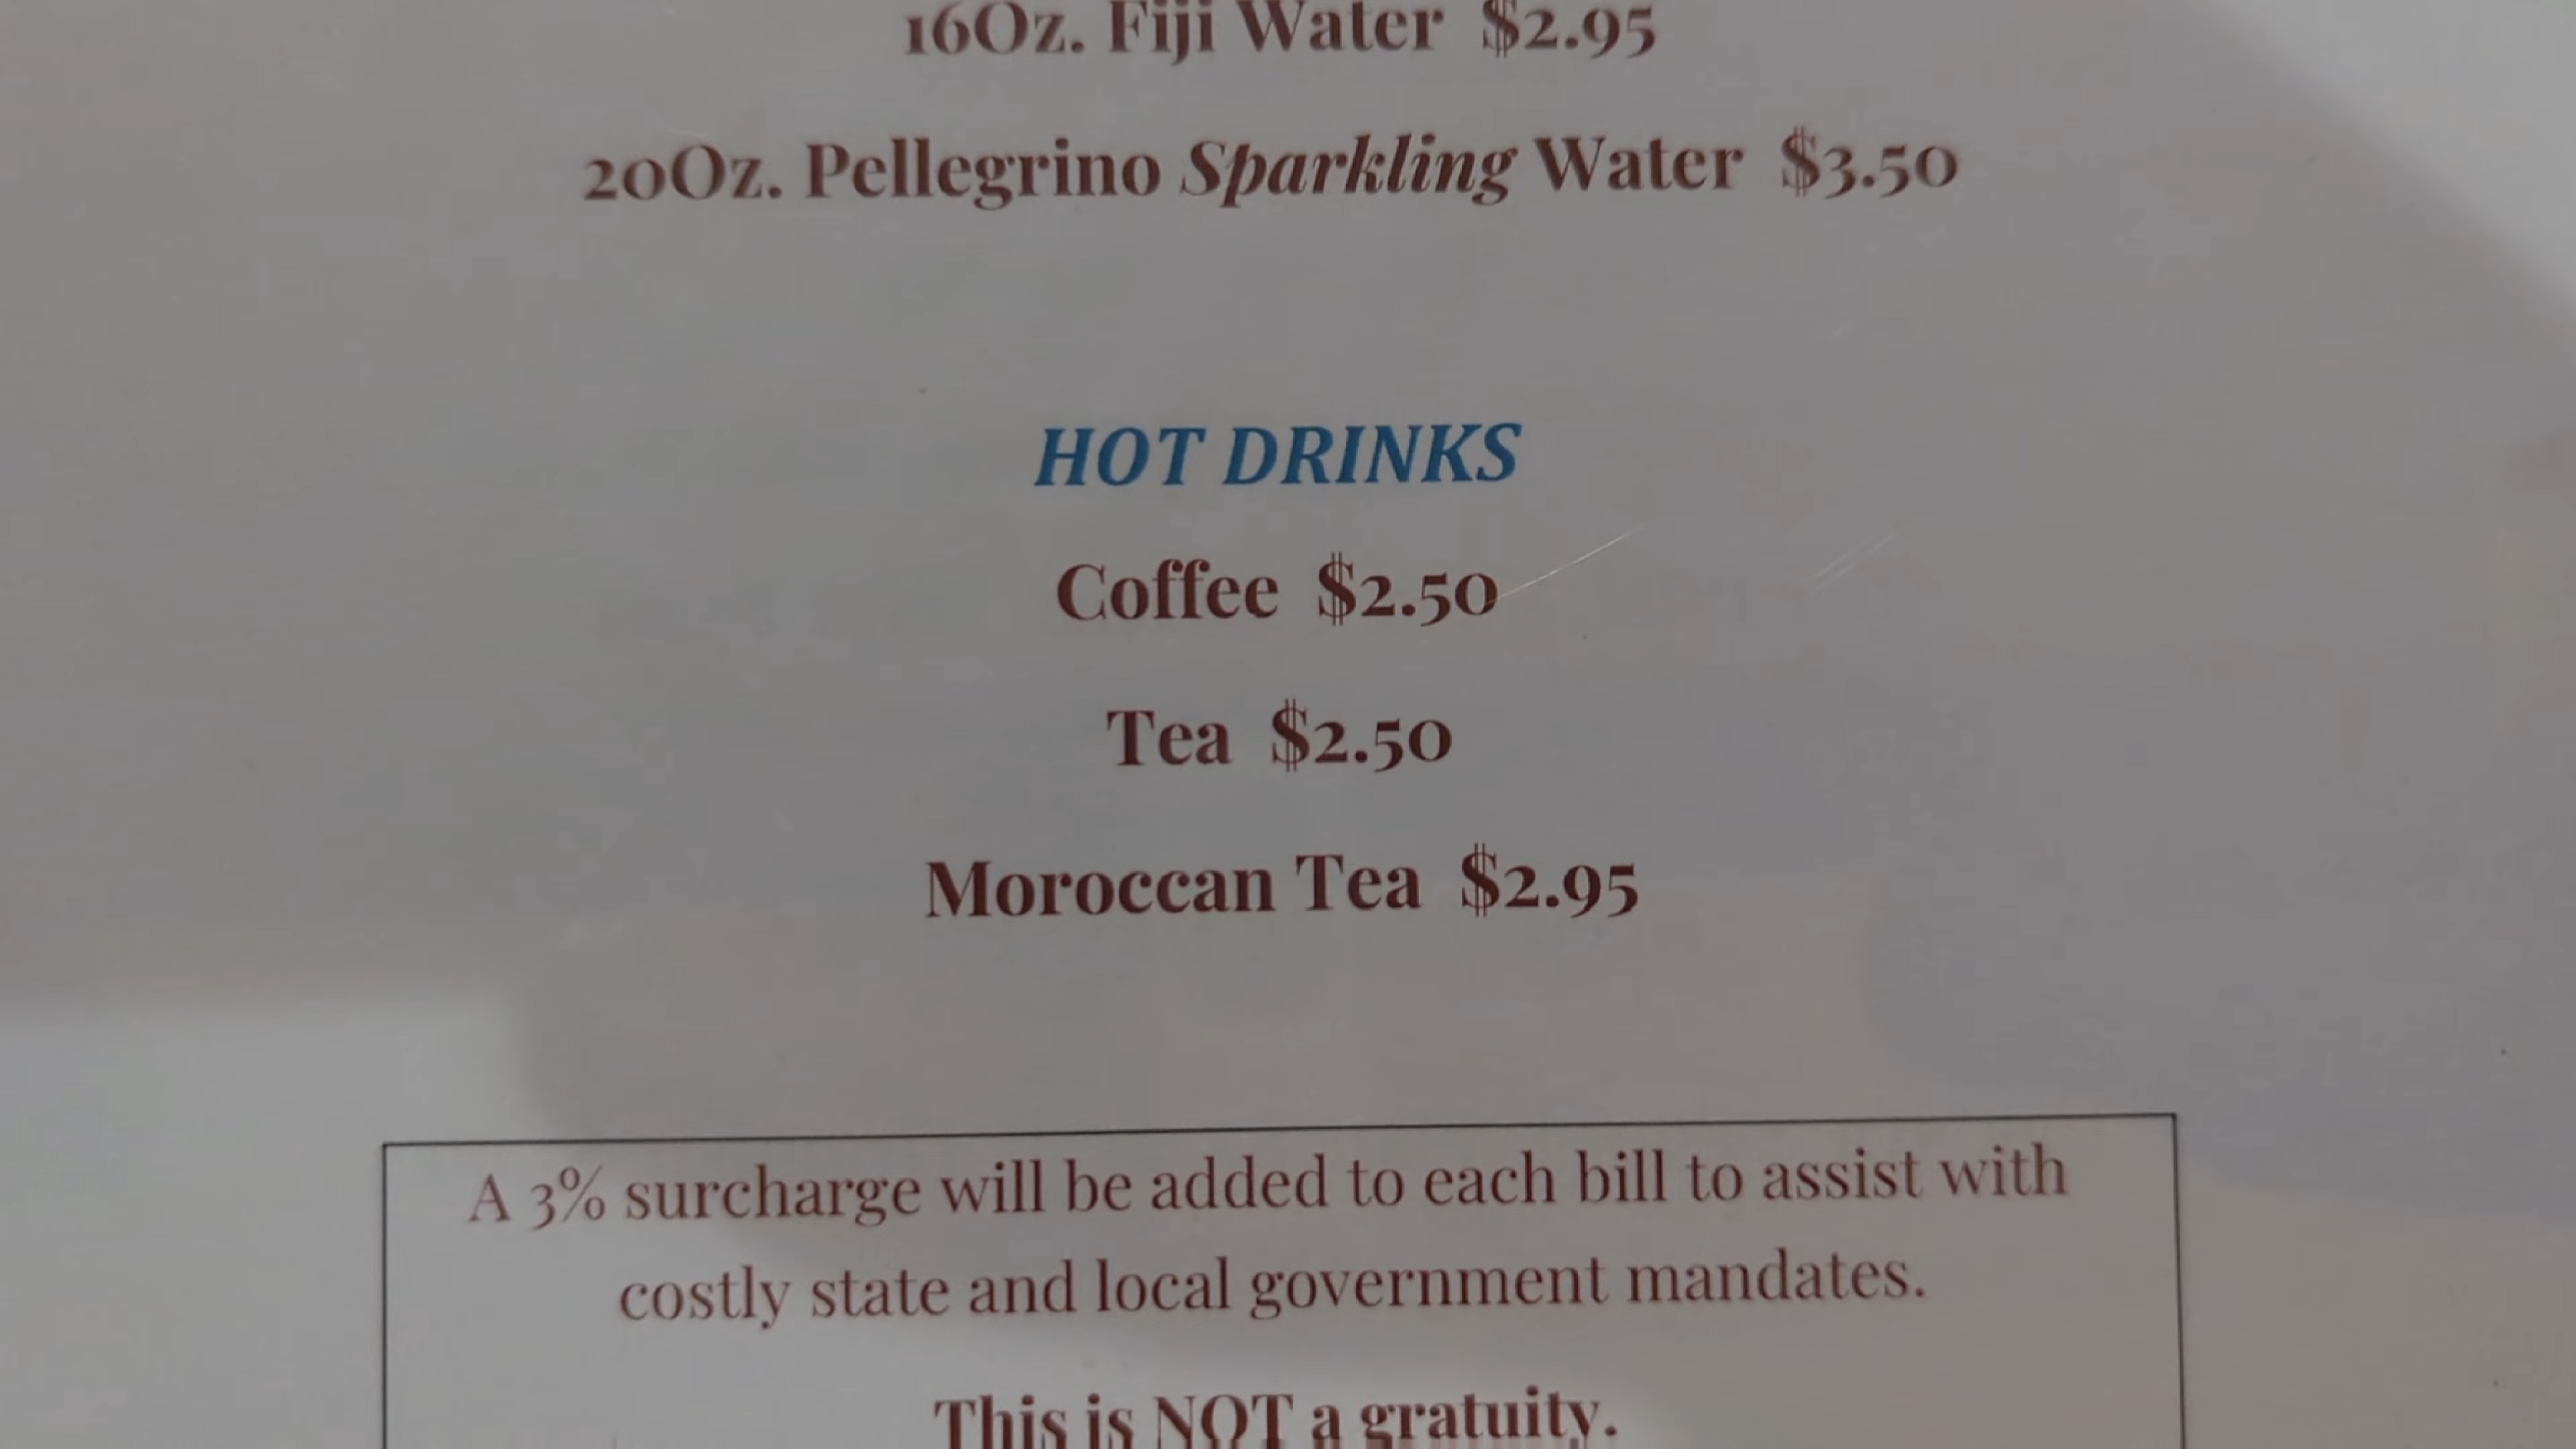 16Oz. Fiji Water $2.95
20Oz. Pellegrino Sparkling Water $3.50
HOT DRINKS
Coffee $2.50
Tea $2.50
Moroccan Tea $2.95
A 3% surcharge will be added to each bill to assist with
costly state and local government mandates.
This is NOT a gratuity.